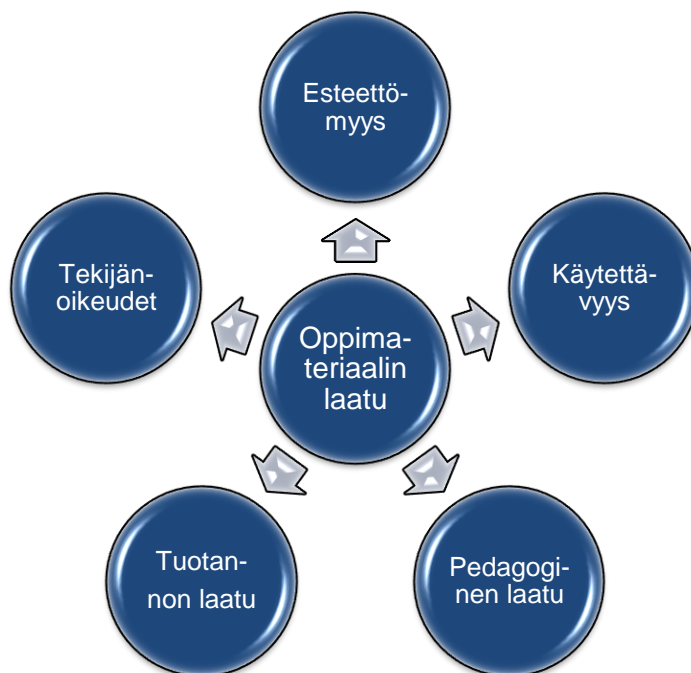 Esteettö-
myys
Tekijän-
oikeudet
Käytettä-
vyys
Oppima-
teriaalin
laatu
Tuotan-
non laatu
Pedagogi-
nen laatu